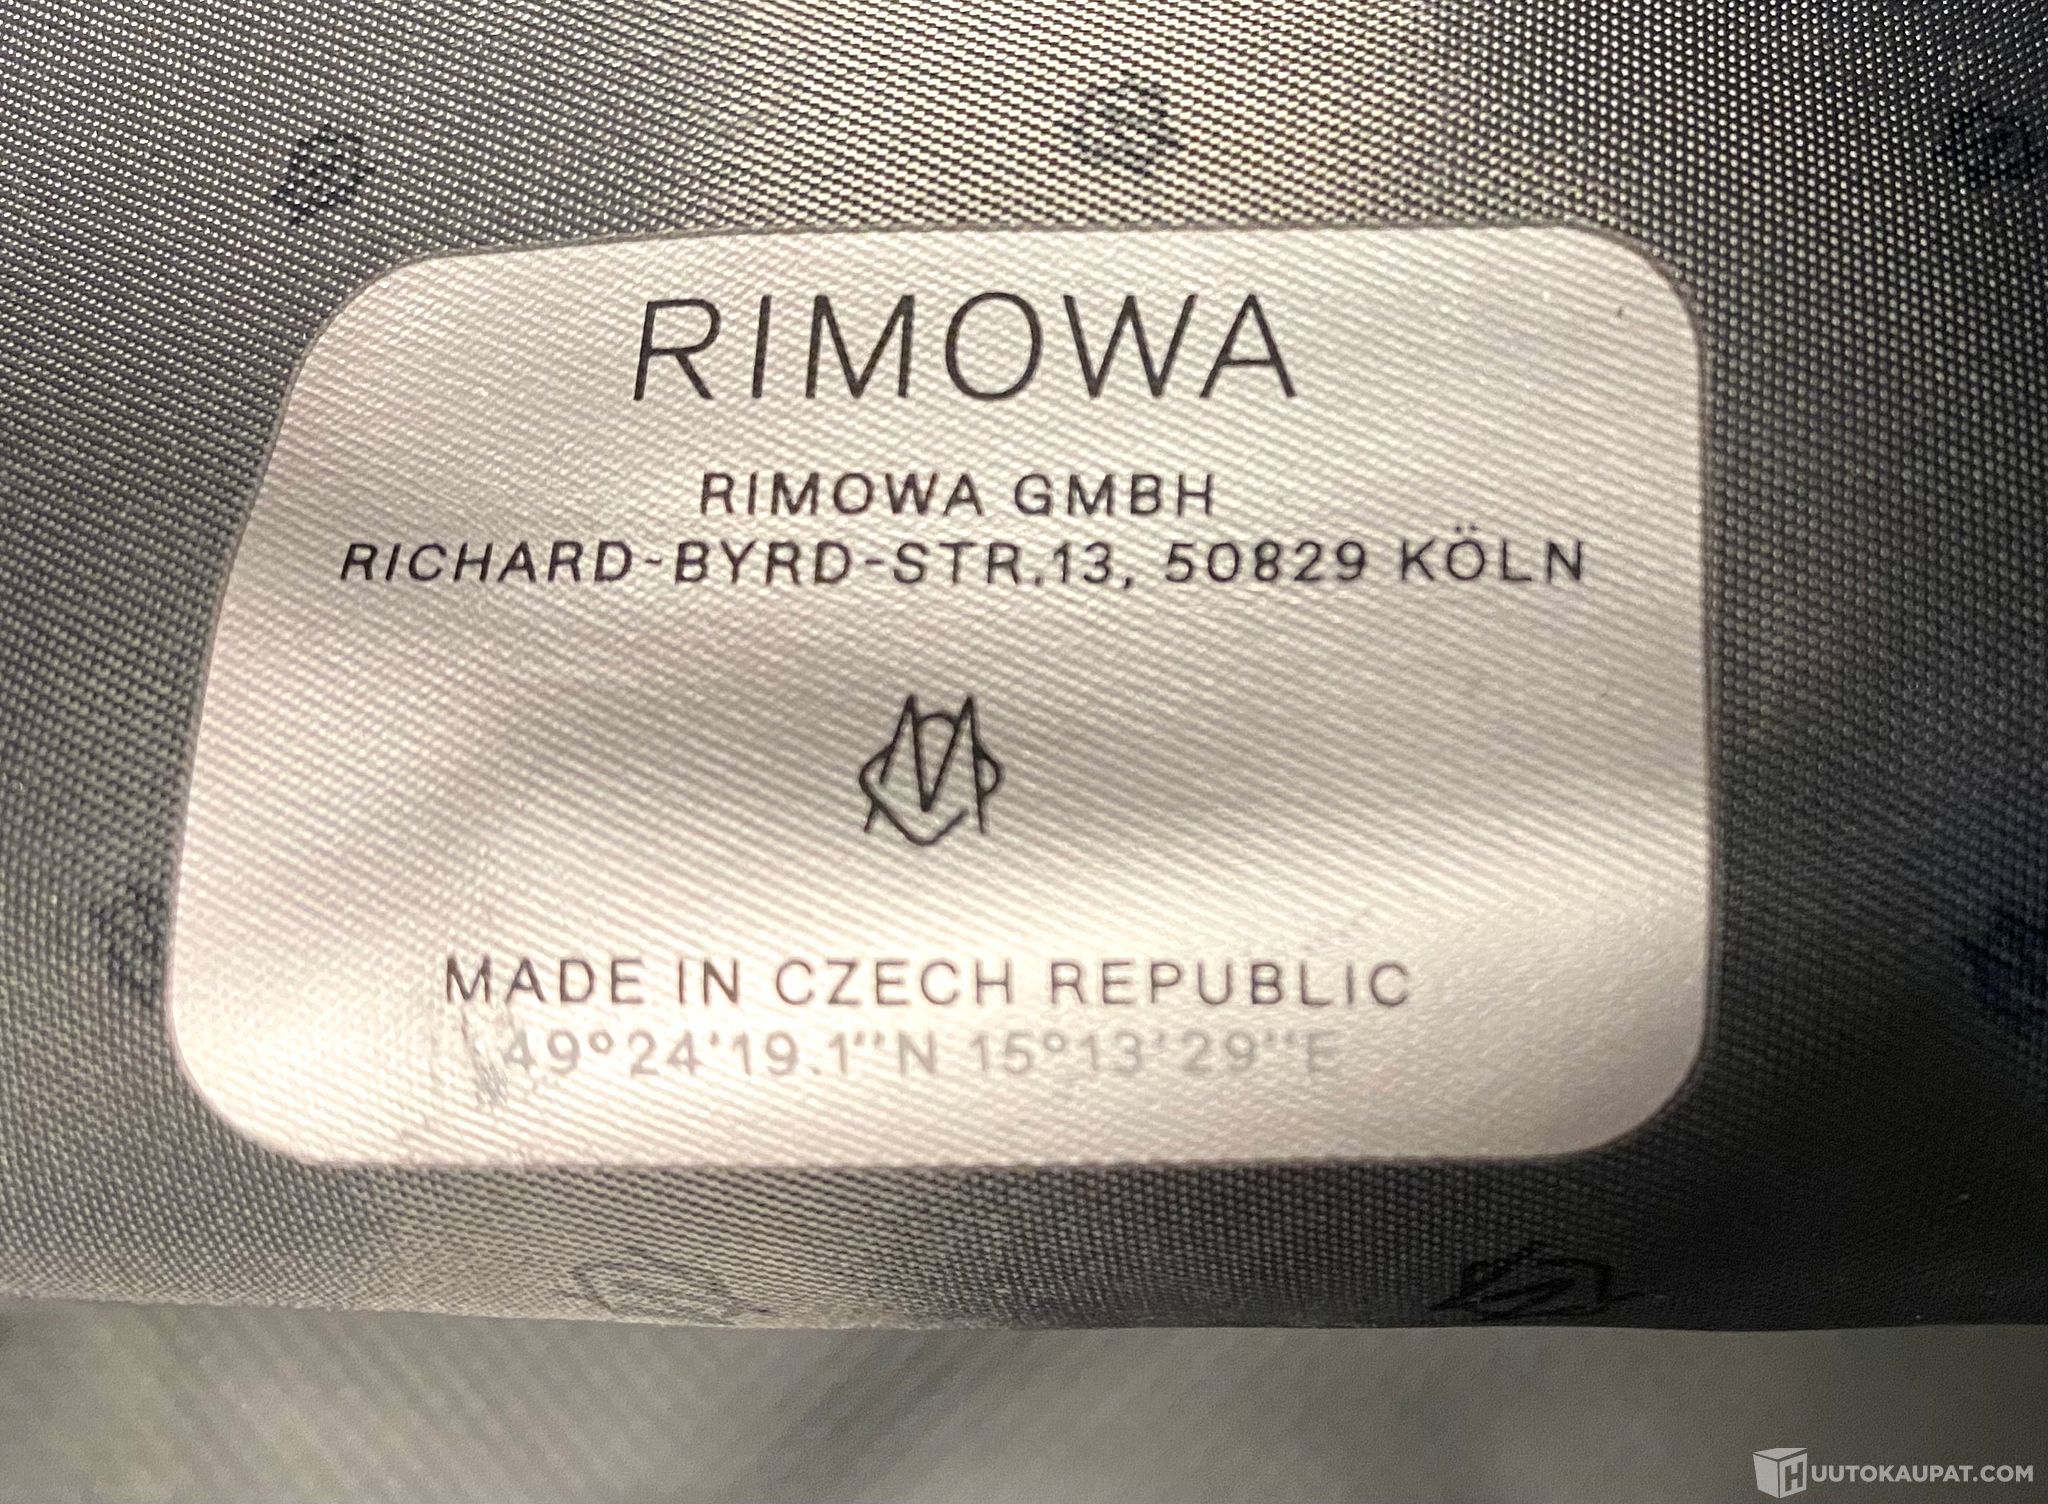 RIMOWA
RIMOWA GMBH
RICHARD-BYRD-STR.13, 50829 KÖLN
MADE IN CZECH REPUBLIC
49°24'19.1"N 15°13'29"E
HUUTOKAUPAT.COM